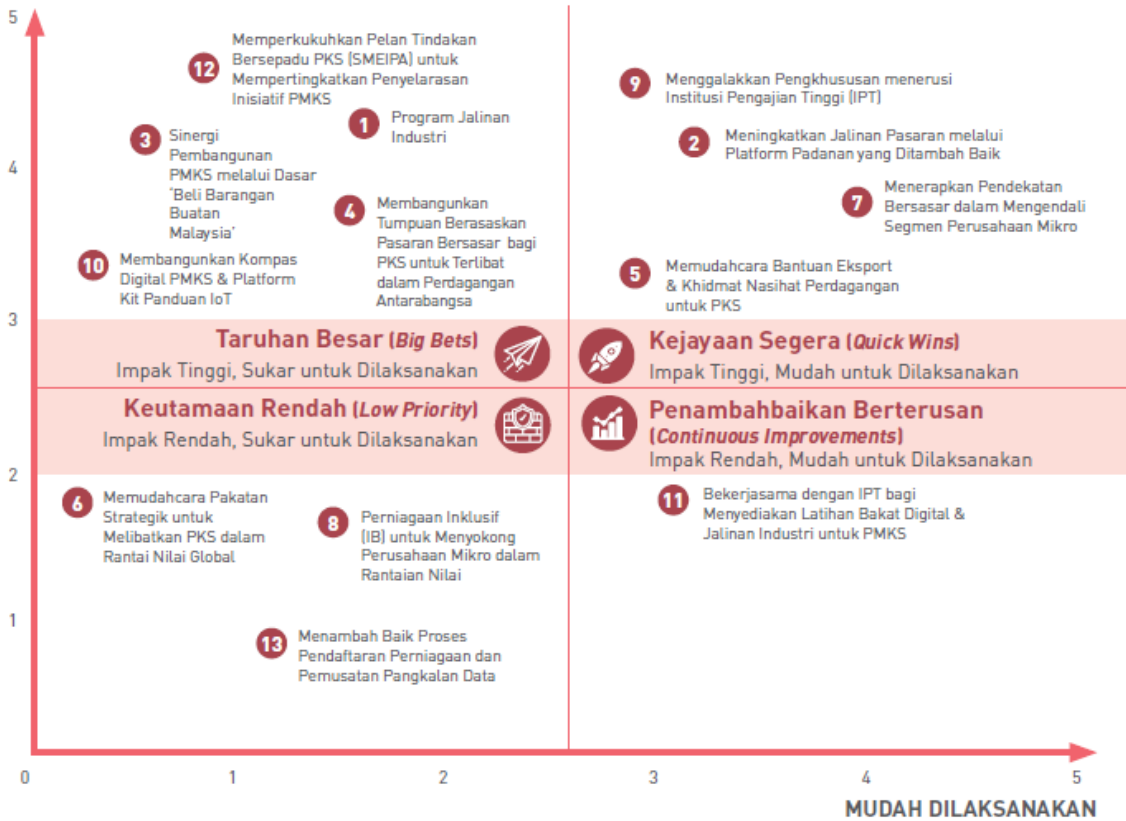 5
4
3
2
1
12
Memperkukuhkan Pelan Tindakan
Bersepadu PKS (SMEIPA) untuk
Mempertingkatkan Penyelarasan
Inisiatif PMKS
1
Program Jalinan
Industri
3
Sinergi
Pembangunan
PMKS melalui Dasar
‘Beli Barangan
Buatan
Malaysia’
4
Membangunkan
Tumpuan Berasaskan
Pasaran Bersasar bagi
PKS untuk Terlibat
dalam Perdagangan
Antarabangsa
10
Membangunkan Kompas
Digital PMKS & Platform
Kit Panduan IoT
9
Menggalakkan Pengkhususan menerusi
Institusi Pengajian Tinggi (IPT)
2
Meningkatkan Jalinan Pasaran melalui
Platform Padanan yang Ditambah Baik
7
Menerapkan Pendekatan
Bersasar dalam Mengendali
Segmen Perusahaan Mikro
5
Memudahcara Bantuan Eksport
& Khidmat Nasihat Perdagangan
untuk PKS
Taruhan Besar (Big Bets)
Impak Tinggi, Sukar untuk Dilaksanakan
Kejayaan Segera (Quick Wins)
Impak Tinggi, Mudah untuk Dilaksanakan
Keutamaan Rendah (Low Priority)
Impak Rendah, Sukar untuk Dilaksanakan
Penambahbaikan Berterusan
(Continuous Improvements)
Impak Rendah, Mudah untuk Dilaksanakan
6
Memudahcara Pakatan
Strategik untuk
Melibatkan PKS dalam
Rantai Nilai Global
8
Perniagaan Inklusif
(IB) untuk Menyokong
Perusahaan Mikro dalam
Rantaian Nilai
11
Bekerjasama dengan IPT bagi
Menyediakan Latihan Bakat Digital &
Jalinan Industri untuk PMKS
13
Menambah Baik Proses
Pendaftaran Perniagaan dan
Pemusatan Pangkalan Data
0 1 2 3 4 5
MUDAH DILAKSANAKAN